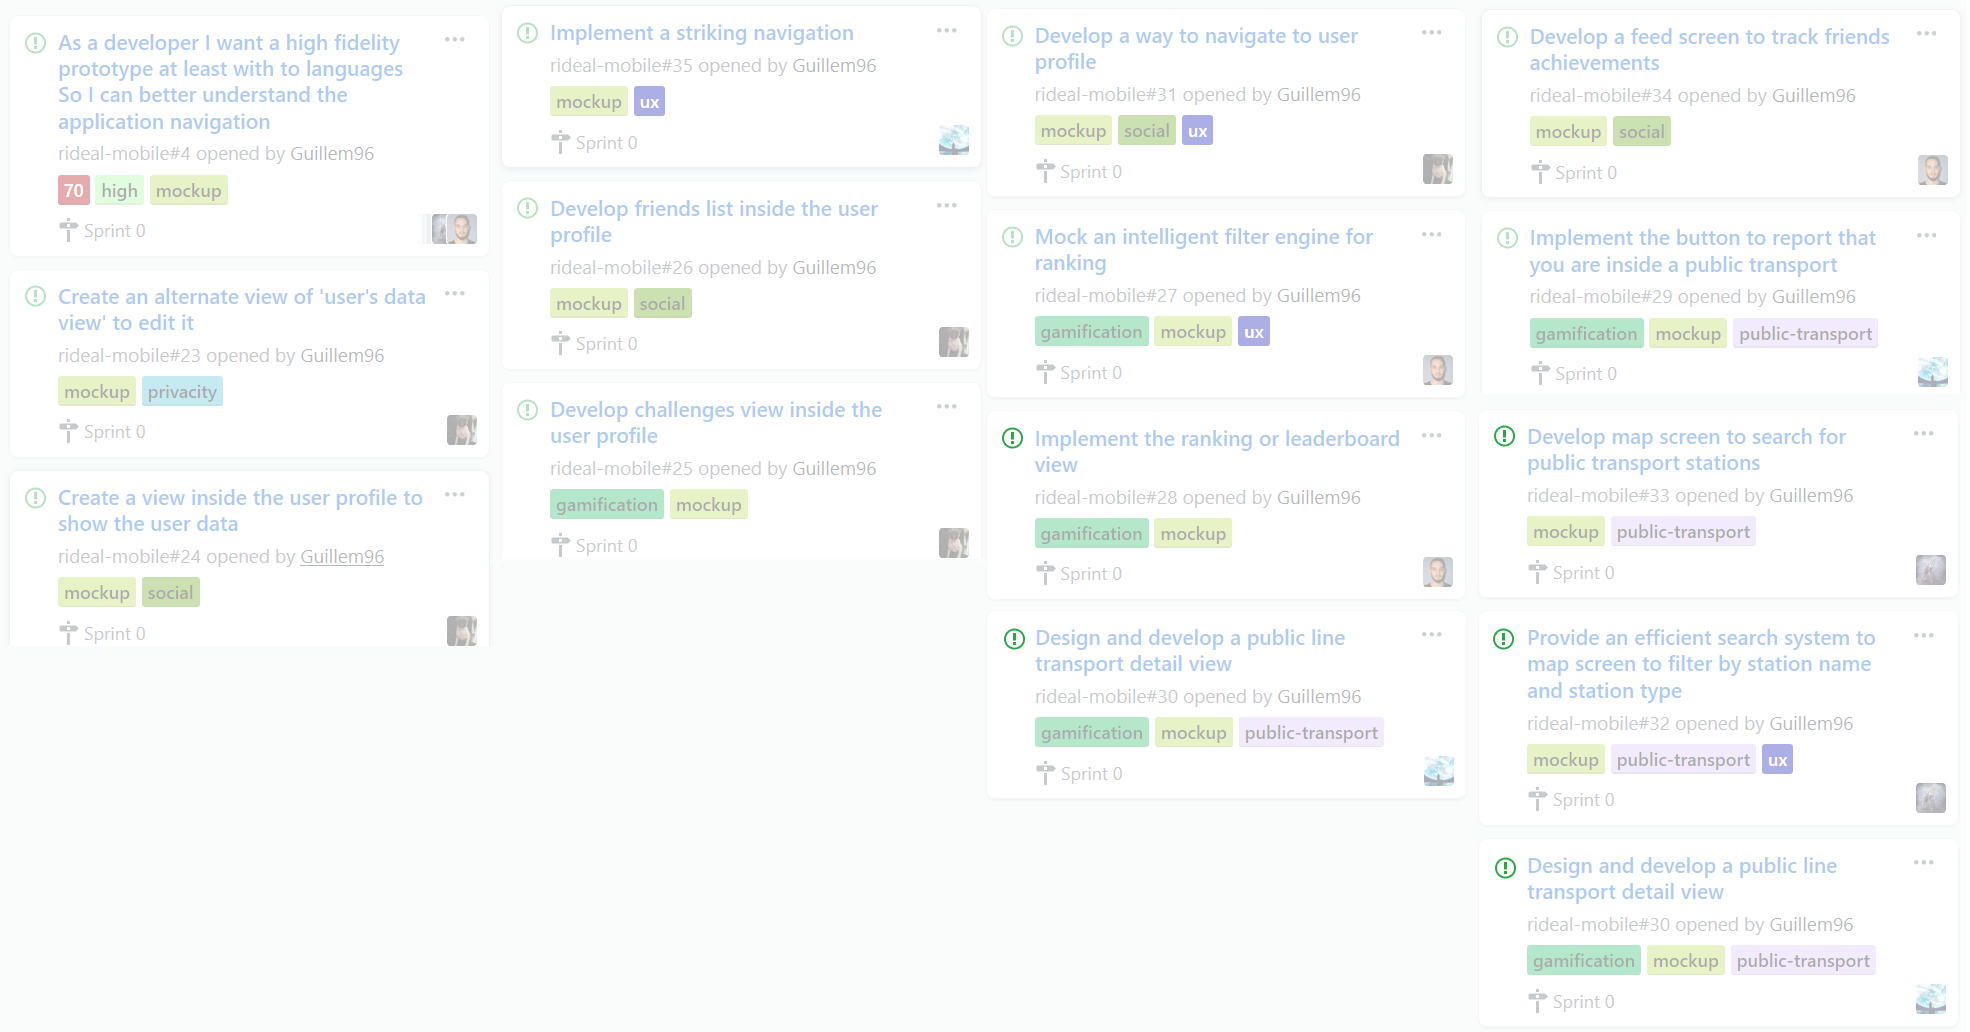 As a developer I want a high fidelity
prototype at least with to languages
So I can better understand the
application navigation
rideal-mobile#4 opened by Guillem96
70 high mockup
Sprint 0
Create an alternate view of 'user's data
view' to edit it
rideal-mobile#23 opened by Guillem96
mockup privacity
Sprint 0
Create a view inside the user profile to
show the user data
rideal-mobile#24 opened by Guillem96
mockup social
Sprint 0
Implement a striking navigation
rideal-mobile#35 opened by Guillem96
mockup ux
Sprint 0
Develop friends list inside the user
profile
rideal-mobile#26 opened by Guillem96
mockup social
Sprint 0
Develop challenges view inside the
user profile
rideal-mobile#25 opened by Guillem96
gamification mockup
Sprint 0
Develop a way to navigate to user
profile
rideal-mobile#31 opened by Guillem96
mockup social ux
Sprint 0
Mock an intelligent filter engine for
ranking
rideal-mobile#27 opened by Guillem96
gamification mockup ux
Sprint 0
Implement the ranking or leaderboard
view
rideal-mobile#28 opened by Guillem96
gamification mockup
Sprint 0
Design and develop a public line
transport detail view
rideal-mobile#30 opened by Guillem96
gamification mockup public-transport
Sprint 0
Develop a feed screen to track friends
achievements
rideal-mobile#34 opened by Guillem96
mockup social
Sprint 0
Implement the button to report that
you are inside a public transport
rideal-mobile#29 opened by Guillem96
gamification mockup public-transport
Sprint 0
Develop map screen to search for
public transport stations
rideal-mobile#33 opened by Guillem96
mockup public-transport
Sprint 0
Provide an efficient search system to
map screen to filter by station name
and station type
rideal-mobile#32 opened by Guillem96
mockup public-transport ux
Sprint 0
Design and develop a public line
transport detail view
rideal-mobile#30 opened by Guillem96
gamification mockup public-transport
Sprint 0